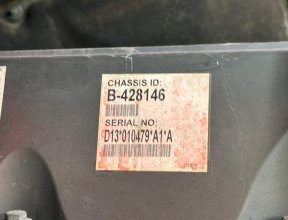 CHASSIS ID:
B-428146
SERIAL NO:
D13*010479*A1*A